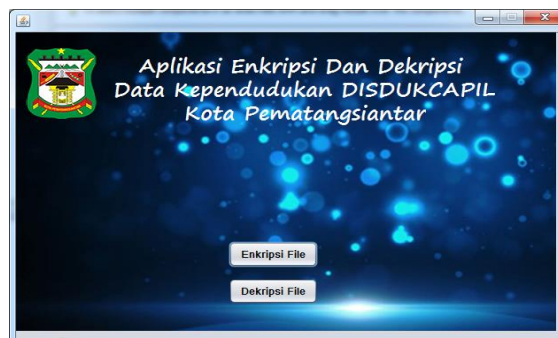 Aplikasi Enkripsi Dan Dekripsi
Data Kependudukan DISDUKCAPIL
Kota Pematangsiantar
Enkripsi File
Dekripsi File